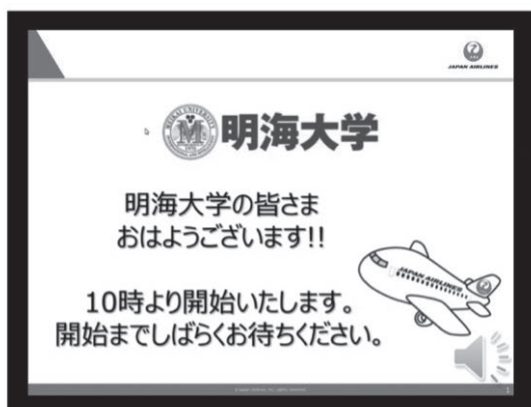 JAPAN AIRLINES
明海大学
明海大学の皆さま
おはようございます!!
JAPAN AIRLINES
10時より開始いたします。
開始までしばらくお待ちください。
1